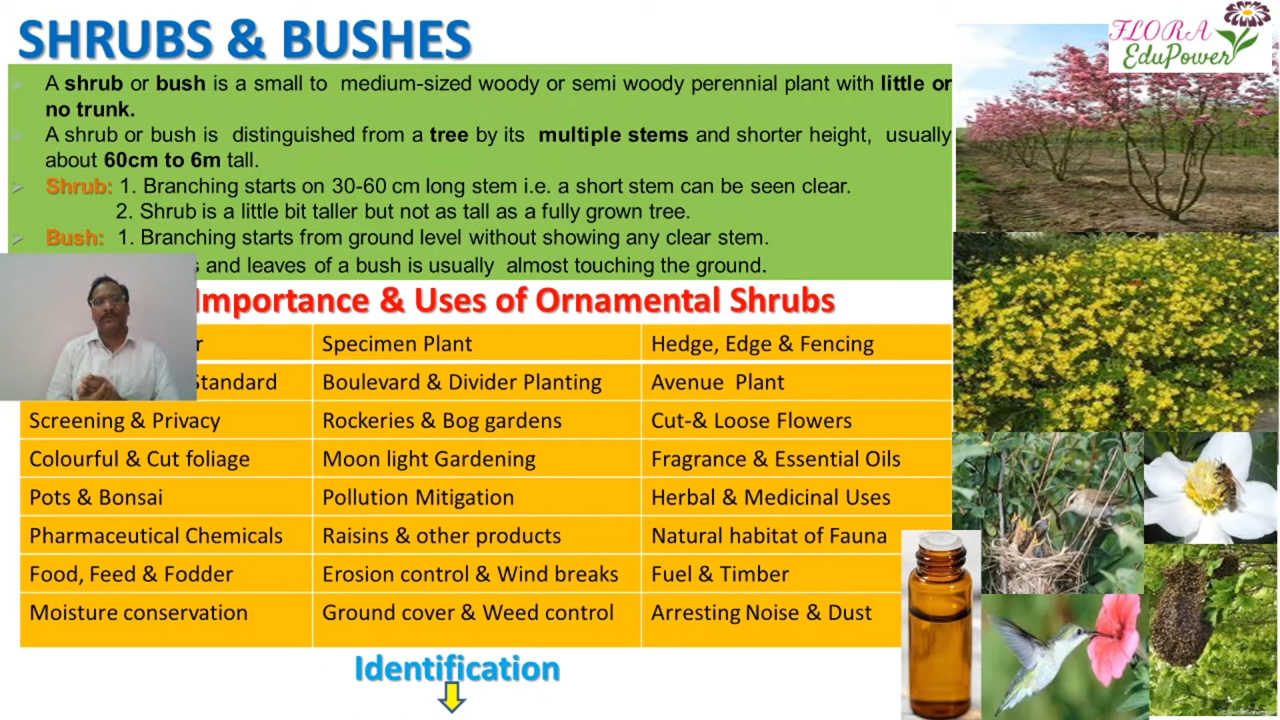 SHRUBS & BUSHES
FLORA
EduPower
A shrub or bush is a small to medium-sized woody or semi woody perennial plant with little or
no trunk.
A shrub or bush is distinguished from a tree by its multiple stems and shorter height, usually
about 60cm to 6m tall.
Shrub: 1. Branching starts on 30-60 cm long stem i.e. a short stem can be seen clear.
2. Shrub is a little bit taller but not as tall as a fully grown tree.
Bush: 1. Branching starts from ground level without showing any clear stem.
and leaves of a bush is usually almost touching the ground.
Importance & Uses of Ornamental Shrubs
Specimen Plant Hedge, Edge & Fencing
Standard Boulevard & Divider Planting Avenue Plant
Screening & Privacy Rockeries & Bog gardens Cut-& Loose Flowers
Colourful & Cut foliage Moon light Gardening Fragrance & Essential Oils
Pots & Bonsai Pollution Mitigation Herbal & Medicinal Uses
Pharmaceutical Chemicals Raisins & other products Natural habitat of Fauna
Food, Feed & Fodder Erosion control & Wind breaks Fuel & Timber
Moisture conservation Ground cover & Weed control Arresting Noise & Dust
Identification